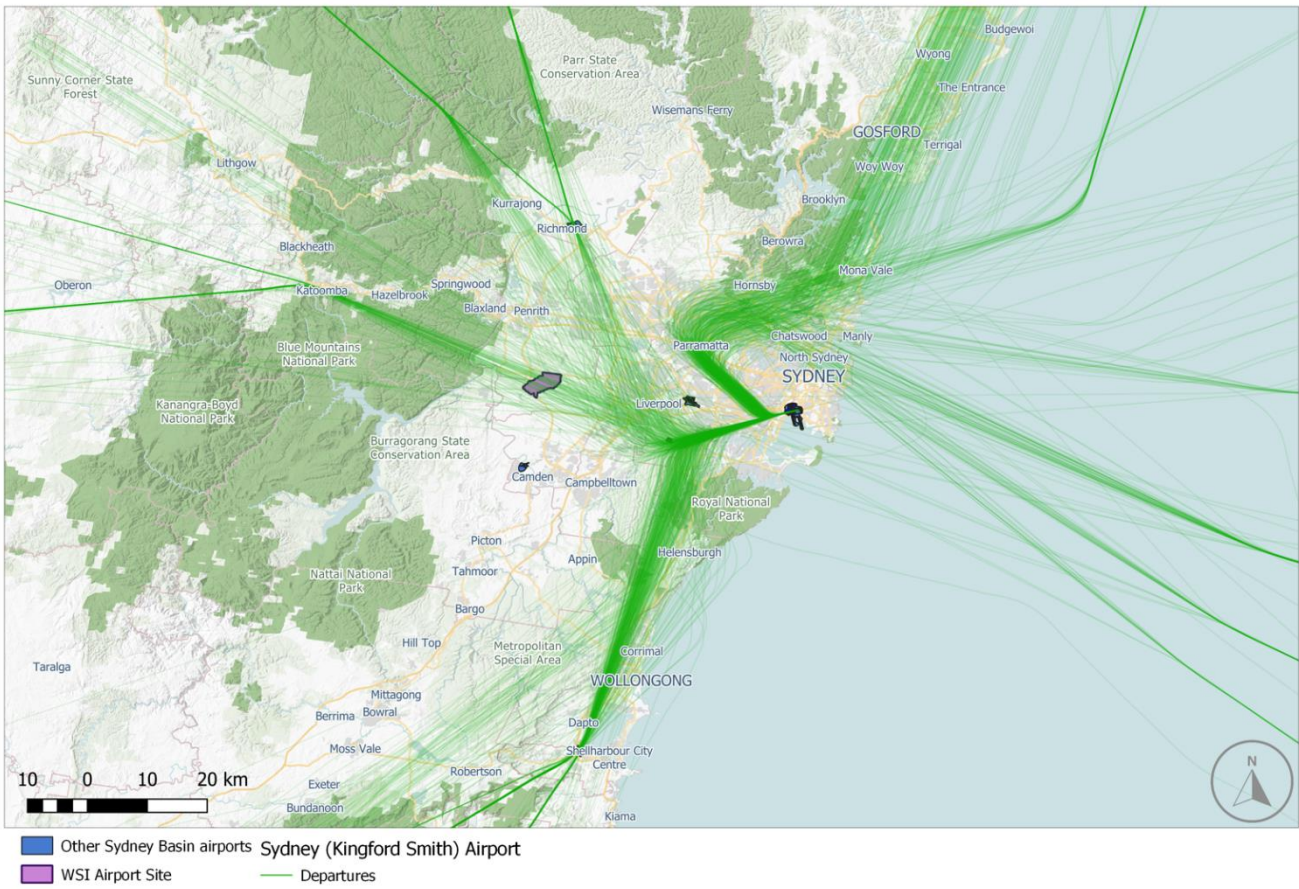 Budgewoi
Wyong
Parr State
Conservation Area
Sunny Corner State
Forest
The Entrance
Wisemans Ferry
GOSFORD
Terrigal
Lithgow
Woy Woy
Kurrajong
Brooklyn
Richmond
Berowra
Blackheath
Mona Vale
Oberon
Katoomba
Hazelbrook
Springwood
Hornsby
Blaxland
Penrith
Chatswood
Manly
Parramatta
Blue Mountains
National Park
North Sydney
SYDNEY
Kanangra-Boyd
National Park
Liverpool
Burragorang State
Conservation Area
Camden
Campbelltown
Royal National
Park
Picton
Helensburgh
Appin
Tahmoor
Nattai National
Park
Bargo
Hill Top
Metropolitan
Special Area
Corrimal
Taralga
WOLLONGONG
Mittagong
Berrima
Bowral
Dapto
Moss Vale
Shellharbour City
Centre
Robertson
Exeter
Bundanoon
Kiama
10 0 10 20 km
N
Other Sydney Basin airports
Sydney (Kingford Smith) Airport
WSI Airport Site
Departures